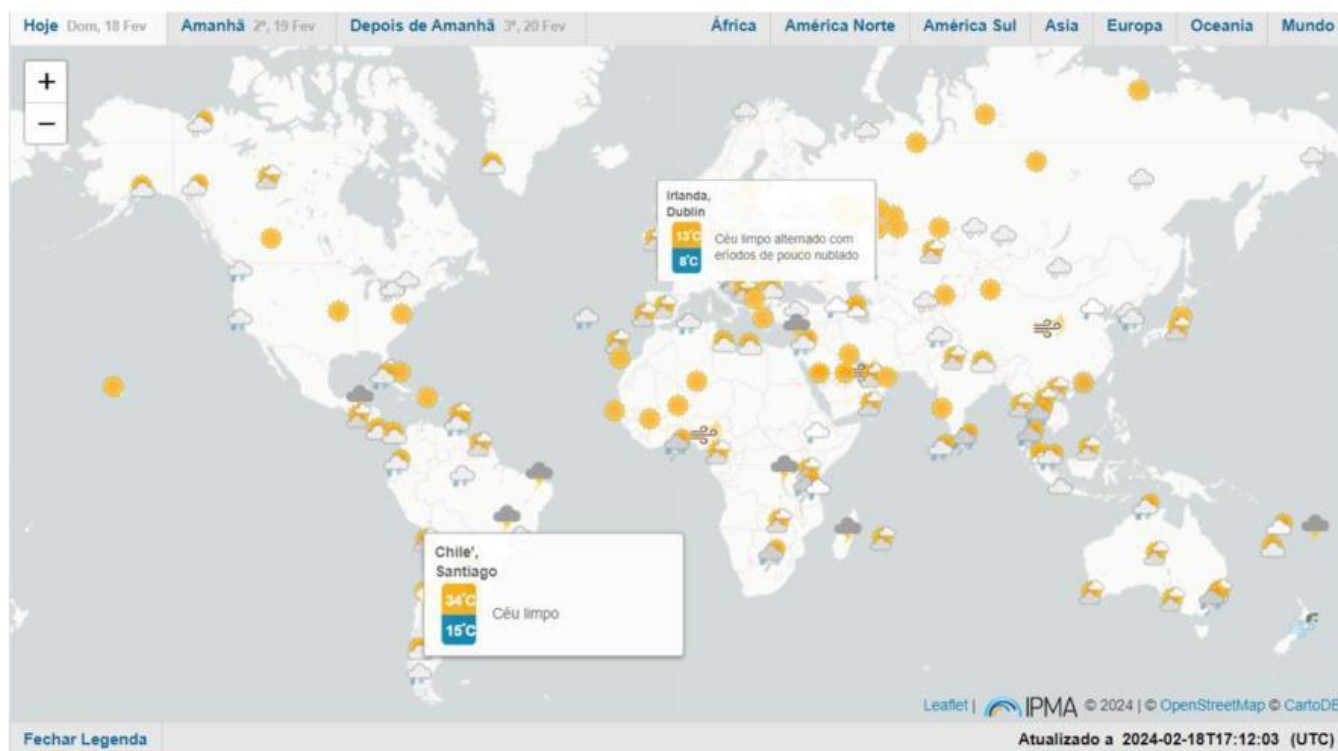 Hoje Dom, 18 Fev Amanhã 2ª, 19 Fev Depois de Amanhã 3ª, 20 Fev África América Norte América Sul Asia Europa Oceania Mundo
+
−
Irlanda,
Dublin
13°C
8°C
Céu limpo alternado com
eríodos de pouco nublado
Chile',
Santiago
34°C
15°C
Céu limpo
Leaflet | IPMA © 2024 | © OpenStreetMap © CartoDB
Fechar Legenda Atualizado a 2024-02-18T17:12:03 (UTC)